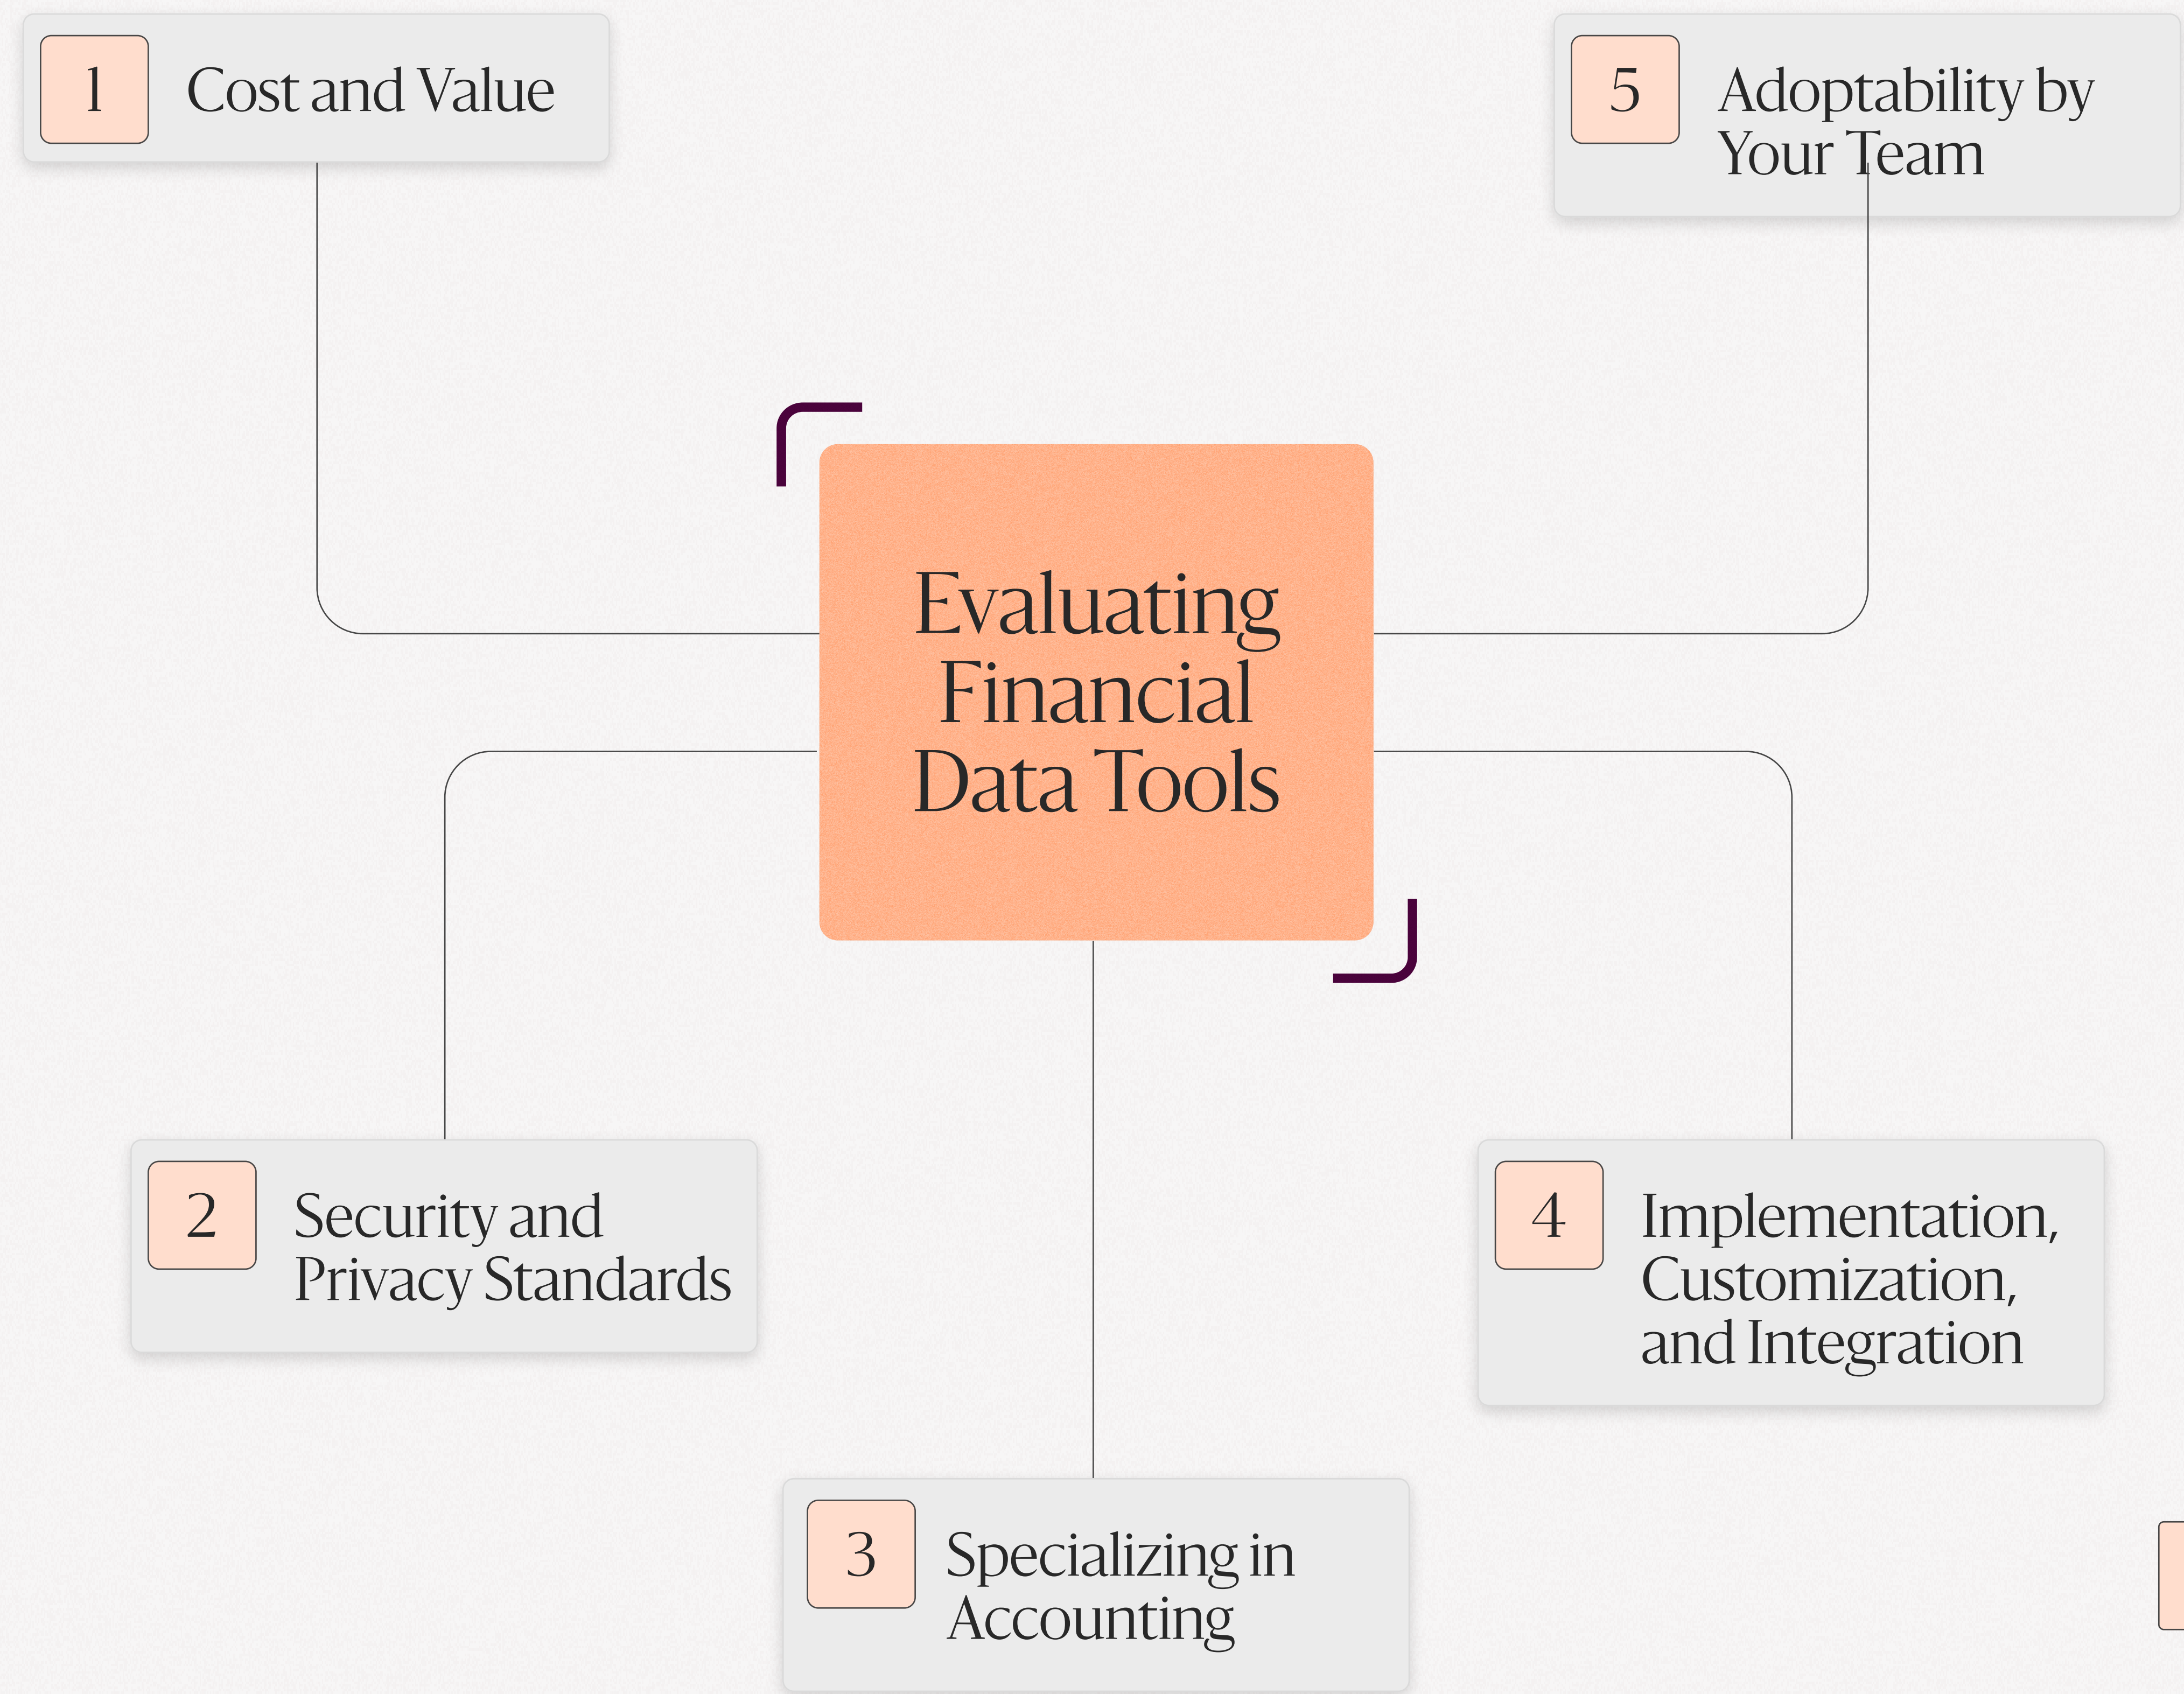 1
Cost and Value
5
Adoptability by
Your Team
Evaluating
Financial
Data Tools
2
Security and
Privacy Standards
4
Implementation,
Customization,
and Integration
3
Specializing in
Accounting